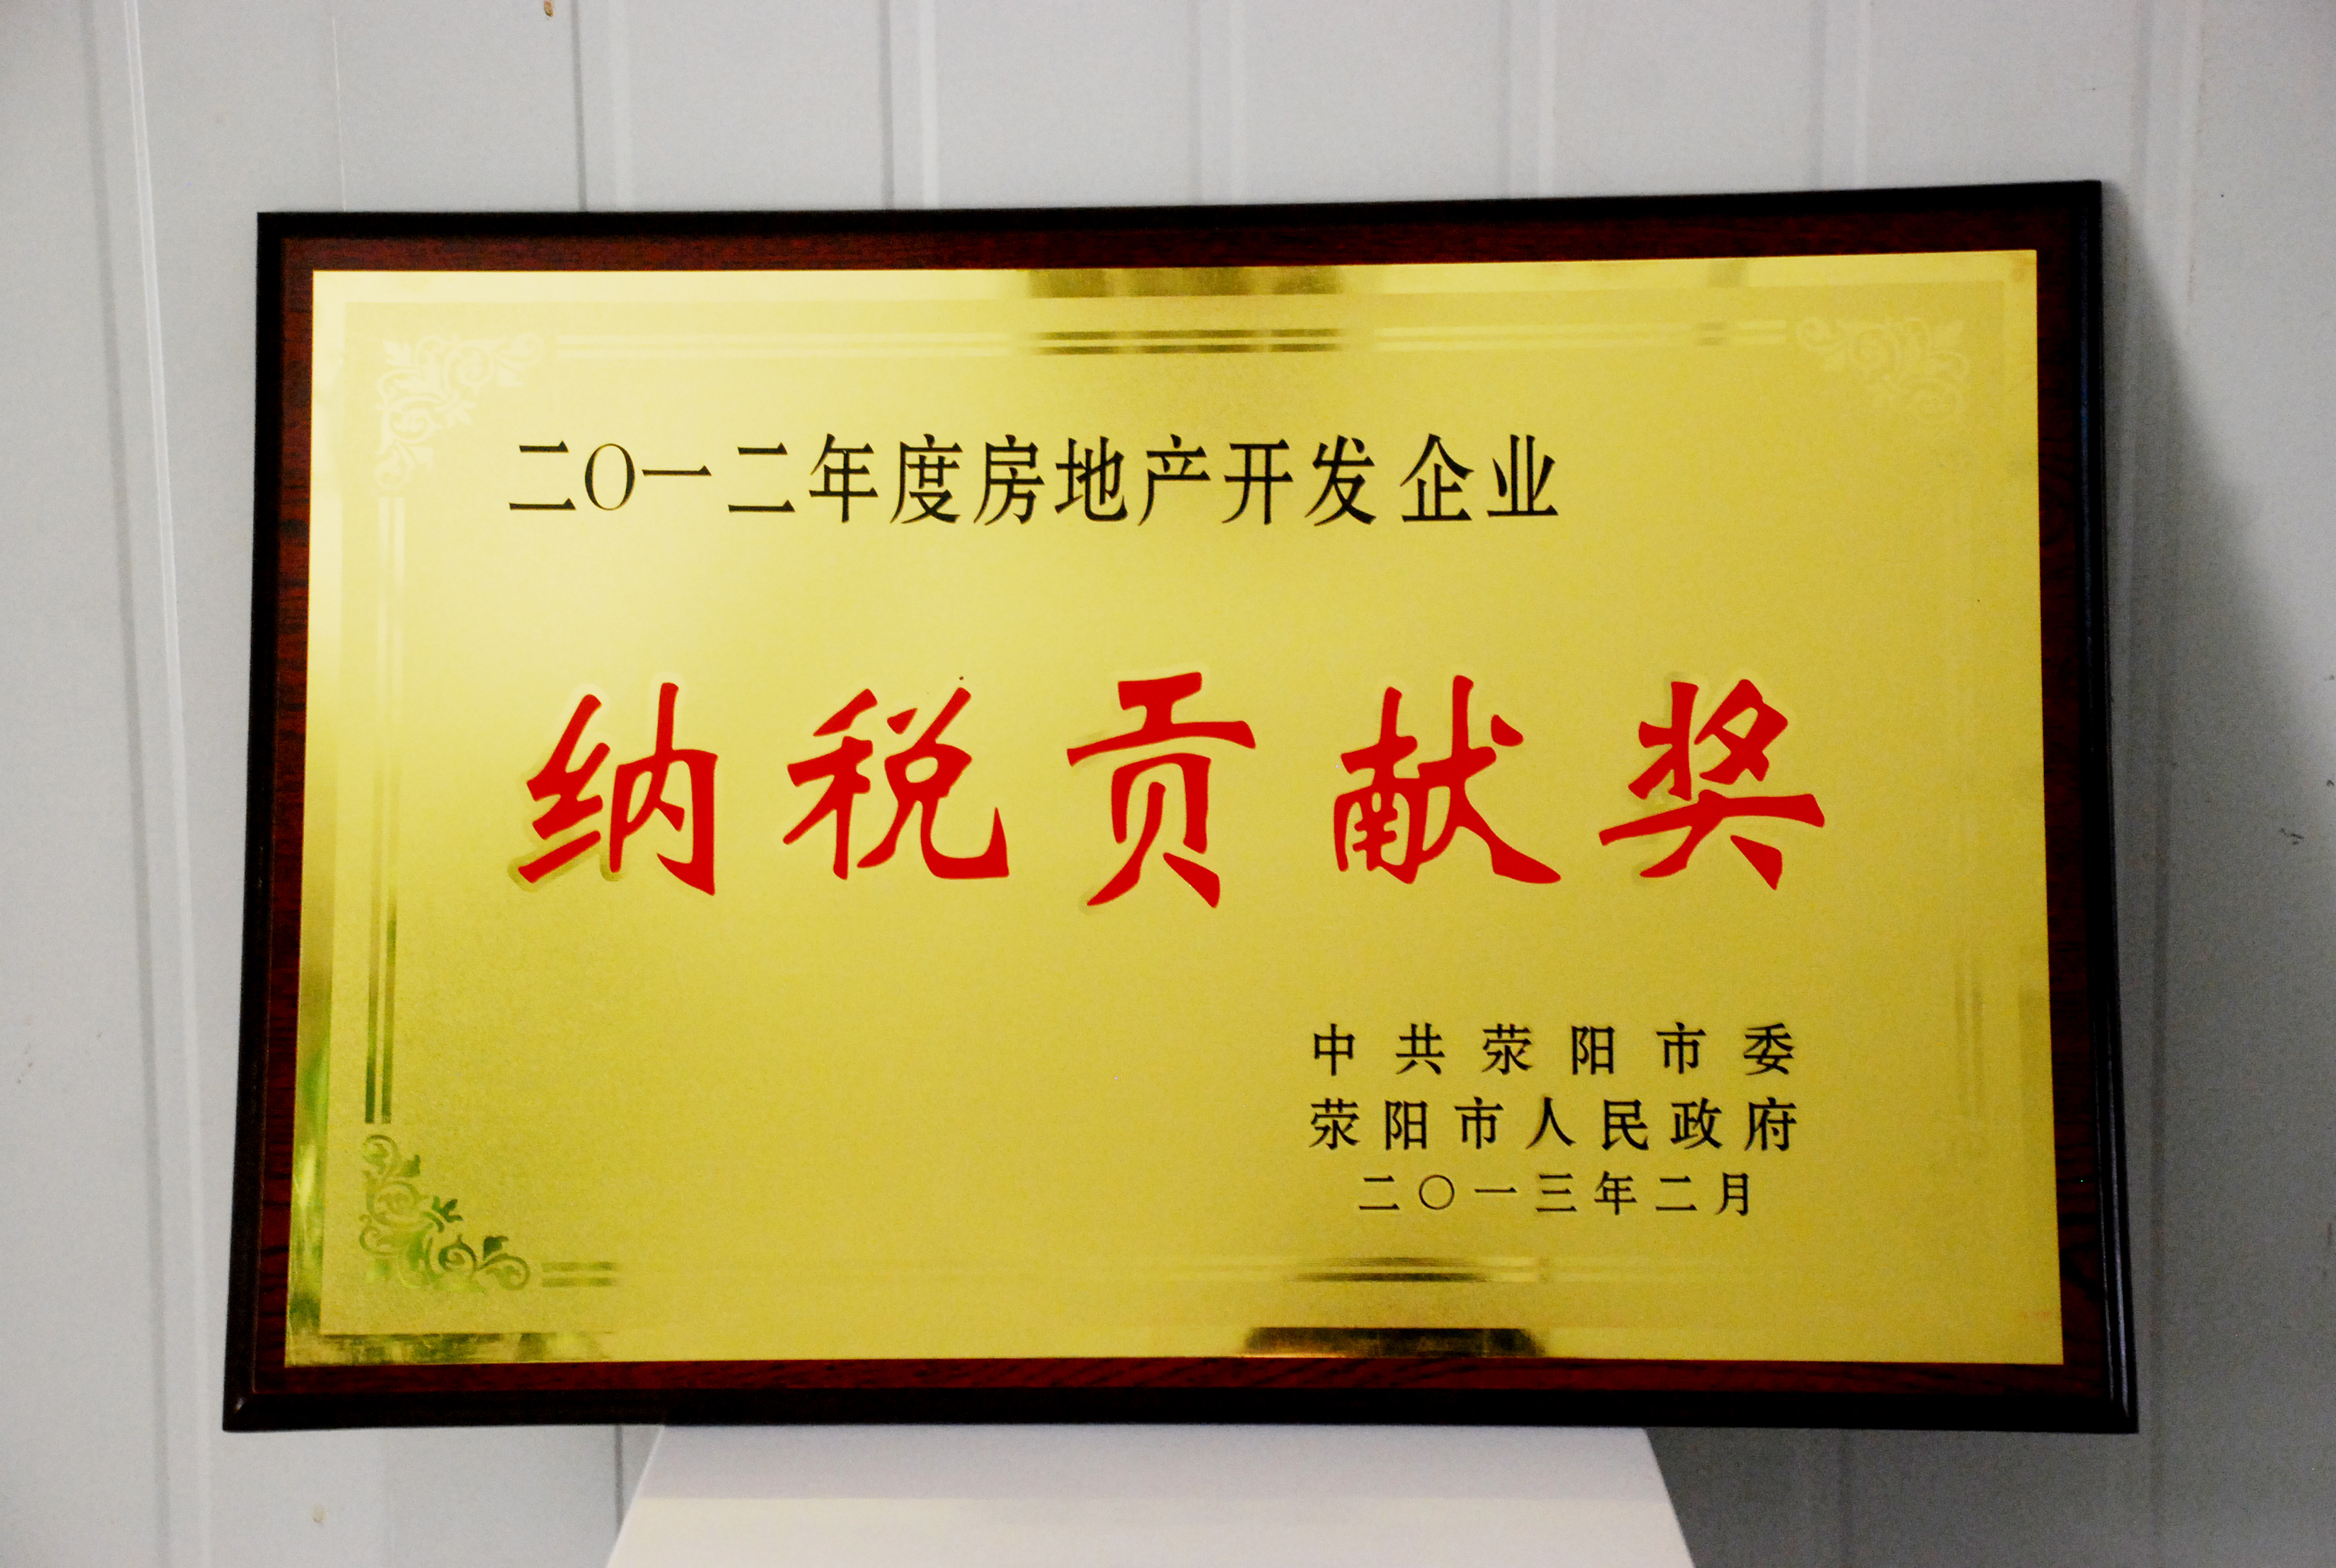 二〇一二年度房地产开发企业
纳税贡献奖
中共荥阳市委
荥阳市人民政府
二〇一三年二月